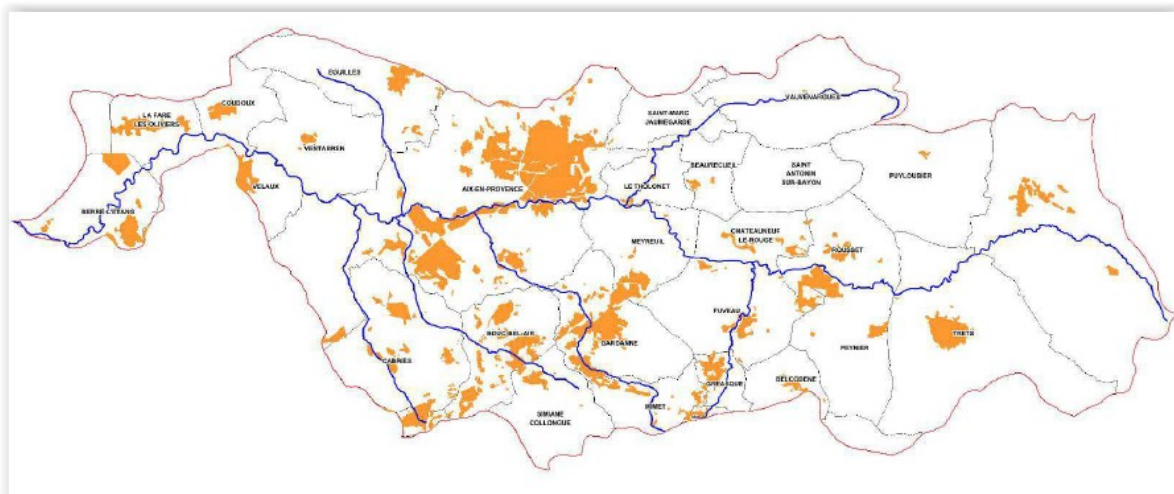 EGUILLES
COUDOUX
LA FARE
LES OLIVIERS
VENTABREN
VELAUX
BERRE-L'ETANG
AIX-EN-PROVENCE
SAINT-MARC
JAUMEGARDE
VAUVENARGUES
LE THOLONET
BEAURECUEIL
SAINT
ANTONIN
SUR-BAYON
PUYLOUBIER
MEYREUIL
CHATEAUNEUF
LE-ROUGE
ROUSSET
FUVEAU
BOUC-BEL-AIR
GARDANNE
CABRIES
PEYNIER
TRETS
GREASQUE
BELCODENE
MIMET
SIMIANE
COLLONGUE